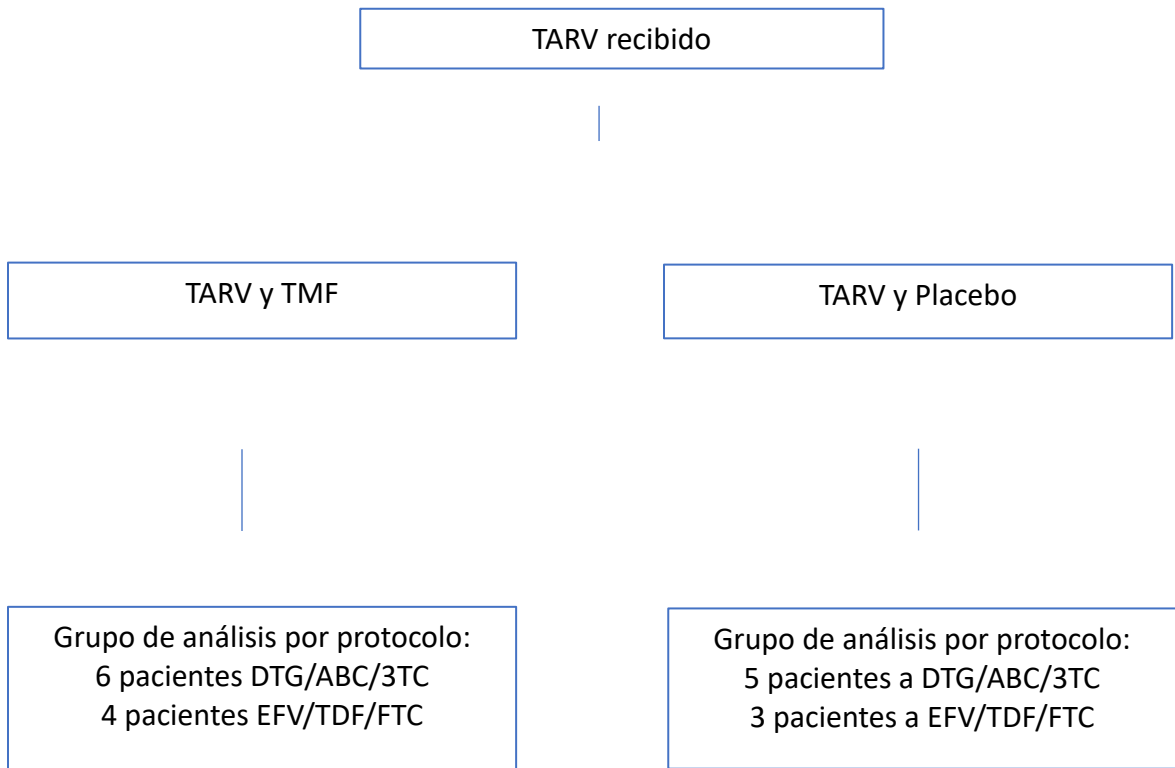 TARV recibido
TARV y TMF
TARV y Placebo
Grupo de análisis por protocolo:
6 pacientes DTG/ABC/3TC
4 pacientes EFV/TDF/FTC
Grupo de análisis por protocolo:
5 pacientes a DTG/ABC/3TC
3 pacientes a EFV/TDF/FTC